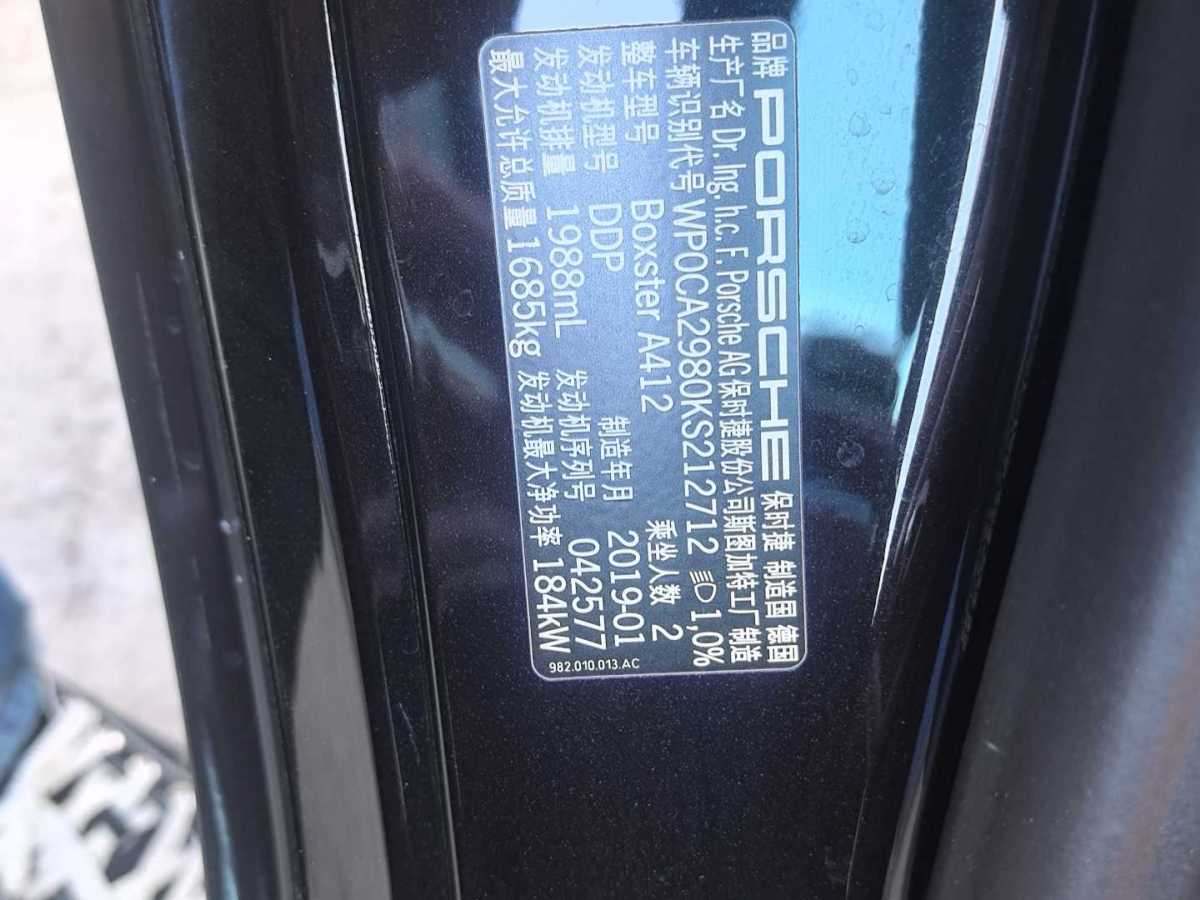 品牌 PORSCHE 保时捷 制造国 德国
生产厂名 Dr. Ing. h.c. F. Porsche AG 保时捷股份公司斯图加特工厂 制造
车辆识别代号 WP0CA2980KS212712 1,0%
整车型号 Boxster A412 乘坐人数 2
发动机型号 DDP 制造年月 2019-01
发动机排量 1988mL 发动机序列号 042577
最大允许总质量 1685kg 发动机最大净功率 184kW
982.010.013.AC